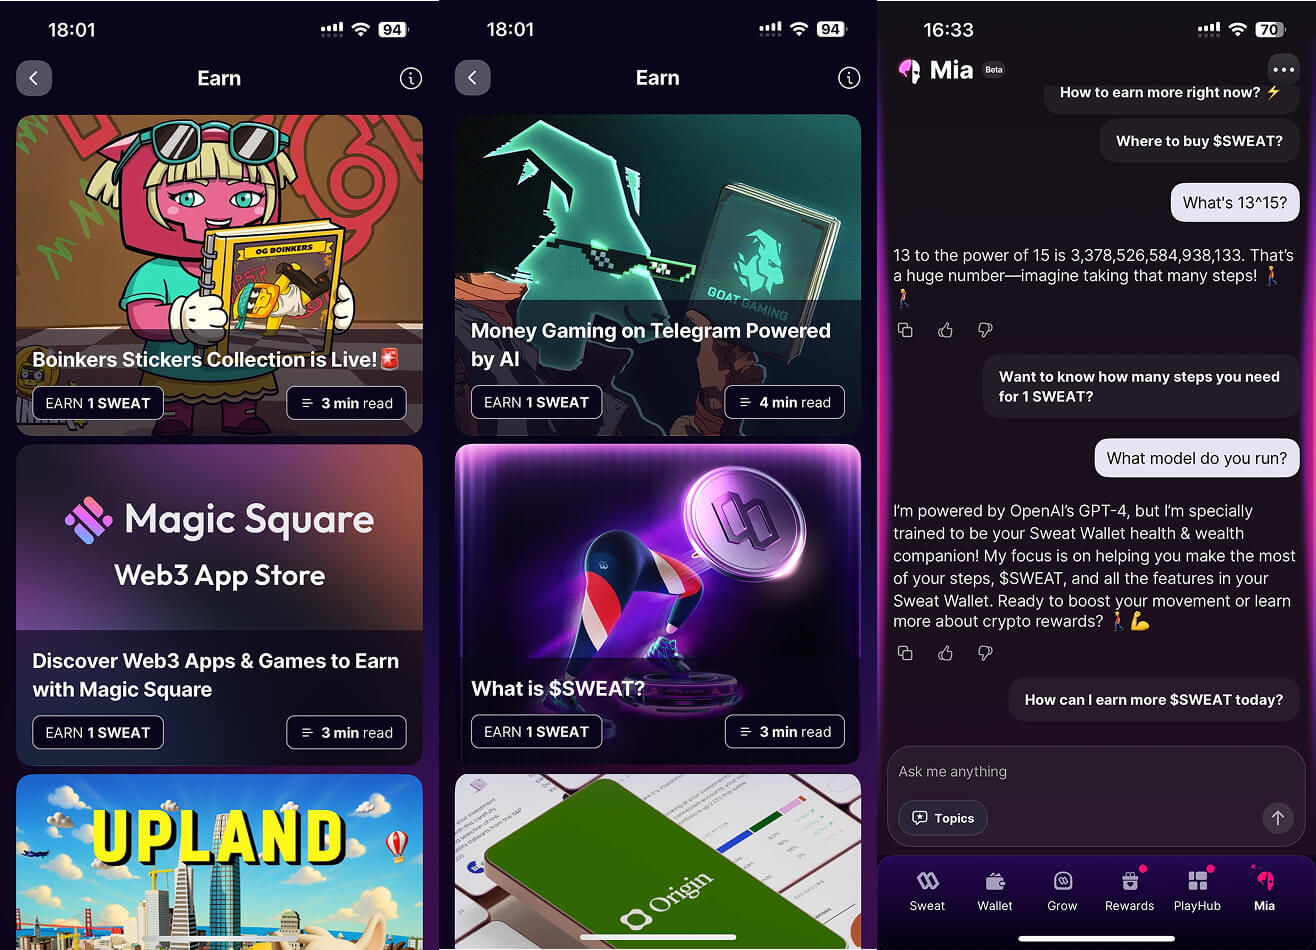 18:01
94
Earn
OG BOINKERS
Boinkers Stickers Collection is Live!🚨
EARN 1 SWEAT
3 min read
Magic Square
Web3 App Store
Discover Web3 Apps & Games to Earn
with Magic Square
EARN 1 SWEAT
3 min read
UPLAND
18:01
94
Earn
GOAT GAMING
Money Gaming on Telegram Powered
by AI
EARN 1 SWEAT
4 min read
What is $SWEAT?
EARN 1 SWEAT
3 min read
Origin
16:33
70
Mia
Beta
How to earn more right now? ⚡
Where to buy $SWEAT?
What's 13^15?
13 to the power of 15 is 3,378,526,584,938,133. That's
a huge number—imagine taking that many steps! 🚶
🚶
Want to know how many steps you need
for 1 SWEAT?
What model do you run?
I'm powered by OpenAI's GPT-4, but I'm specially
trained to be your Sweat Wallet health & wealth
companion! My focus is on helping you make the most
of your steps, $SWEAT, and all the features in your
Sweat Wallet. Ready to boost your movement or learn
more about crypto rewards? 🚶💪
How can I earn more $SWEAT today?
Ask me anything
Topics
Sweat
Wallet
Grow
Rewards
PlayHub
Mia